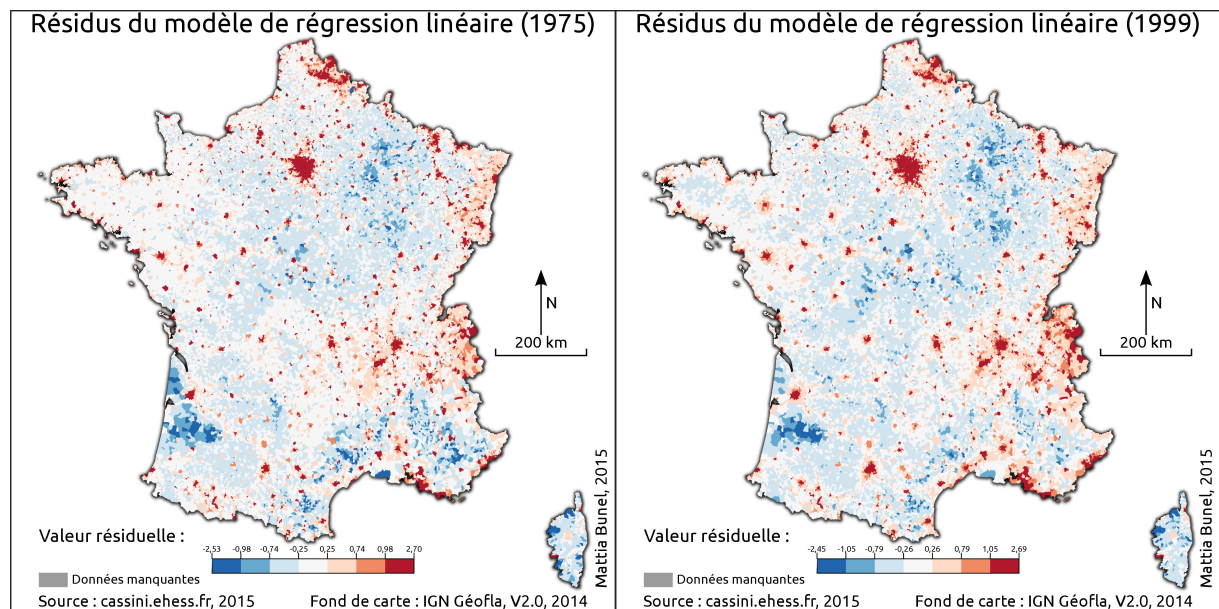 Résidus du modèle de régression linéaire (1975)
N
200 km
Mattia Bunel, 2015
Valeur résiduelle :
-2,53 -0,98 -0,74 -0,25 0,25 0,74 0,98 2,70
Données manquantes
Source : cassini.ehess.fr, 2015 Fond de carte : IGN Géofla, V2.0, 2014
Résidus du modèle de régression linéaire (1999)
N
200 km
Mattia Bunel, 2015
Valeur résiduelle :
-2,45 -1,05 -0,79 -0,26 0,26 0,79 1,05 2,69
Données manquantes
Source : cassini.ehess.fr, 2015 Fond de carte : IGN Géofla, V2.0, 2014